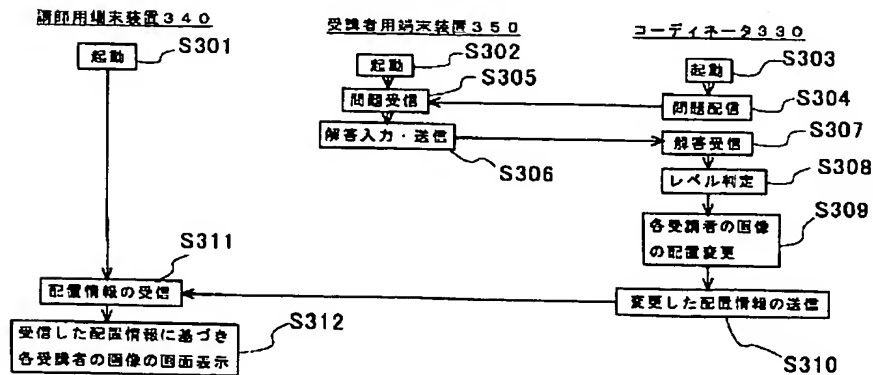 講師用端末装置340
受講者用端末装置350
コーディネータ330
起動
S301
起動
S302
起動
S303
問題受信
S305
問題配信
S304
解答入力・送信
S306
解答受信
S307
レベル判定
S308
各受講者の画像
の配置変更
S309
配置情報の受信
S311
変更した配置情報の送信
S310
受信した配置情報に基づき
各受講者の画像の画面表示
S312